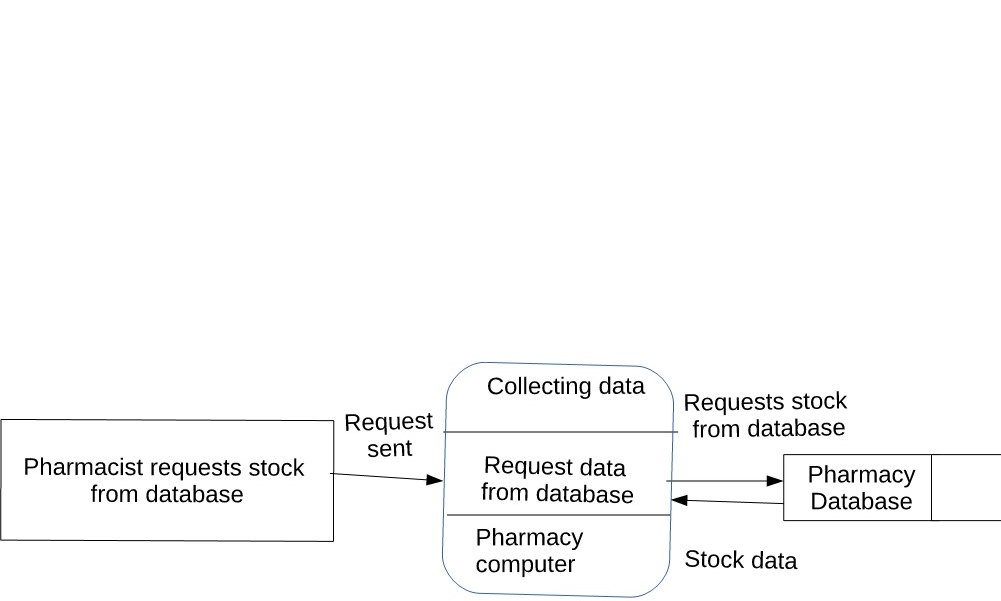 Pharmacist requests stock
from database
Request
sent
Collecting data
Request data
from database
Pharmacy
computer
Requests stock
from database
Pharmacy
Database
Stock data